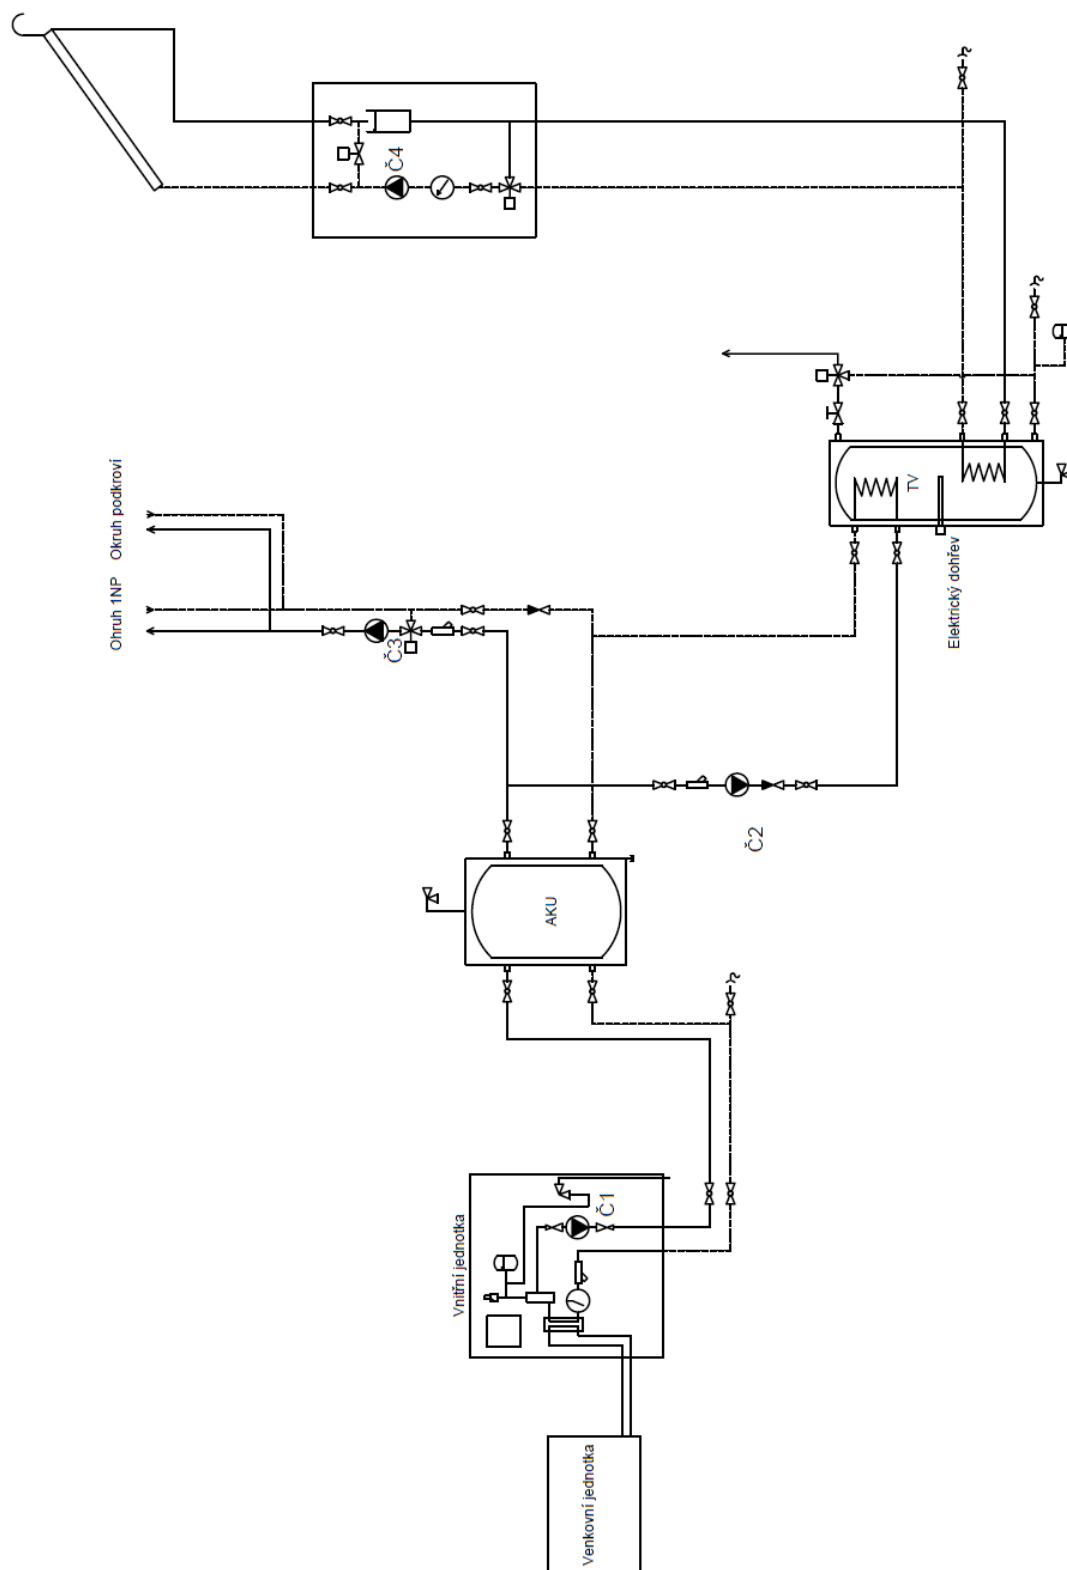 Č4
TV
Elektrický dohřev
Okruh podkroví
Ohruh 1NP
Č3
Č2
AKU
Vnitřní jednotka
Č1
Venkovní jednotka